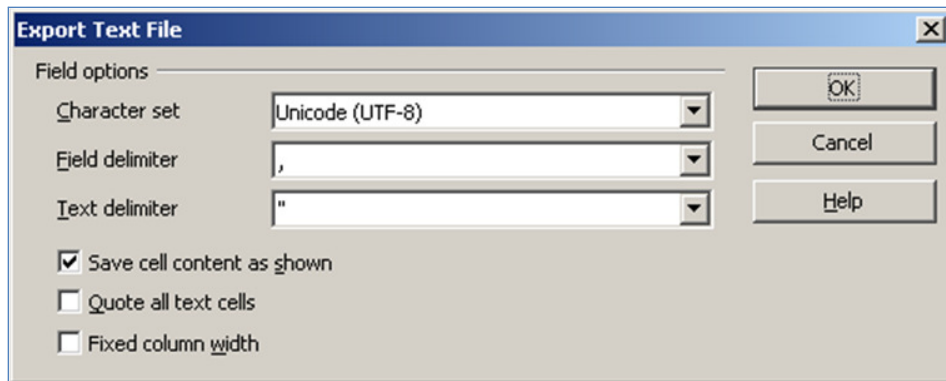 Export Text File
Field options
OK
Character set
Unicode (UTF-8)
Cancel
Field delimiter
,
Help
Text delimiter
"
Save cell content as shown
Quote all text cells
Fixed column width